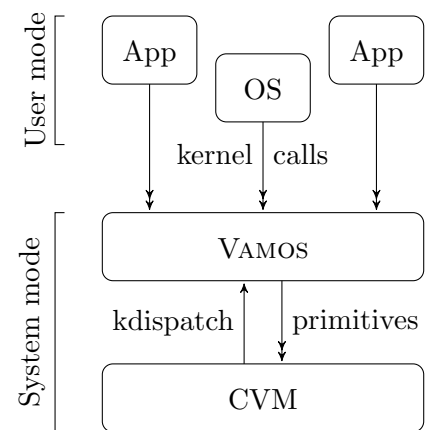 User mode
App
App
OS
kernel calls
System mode
VAMOS
kdispatch
primitives
CVM